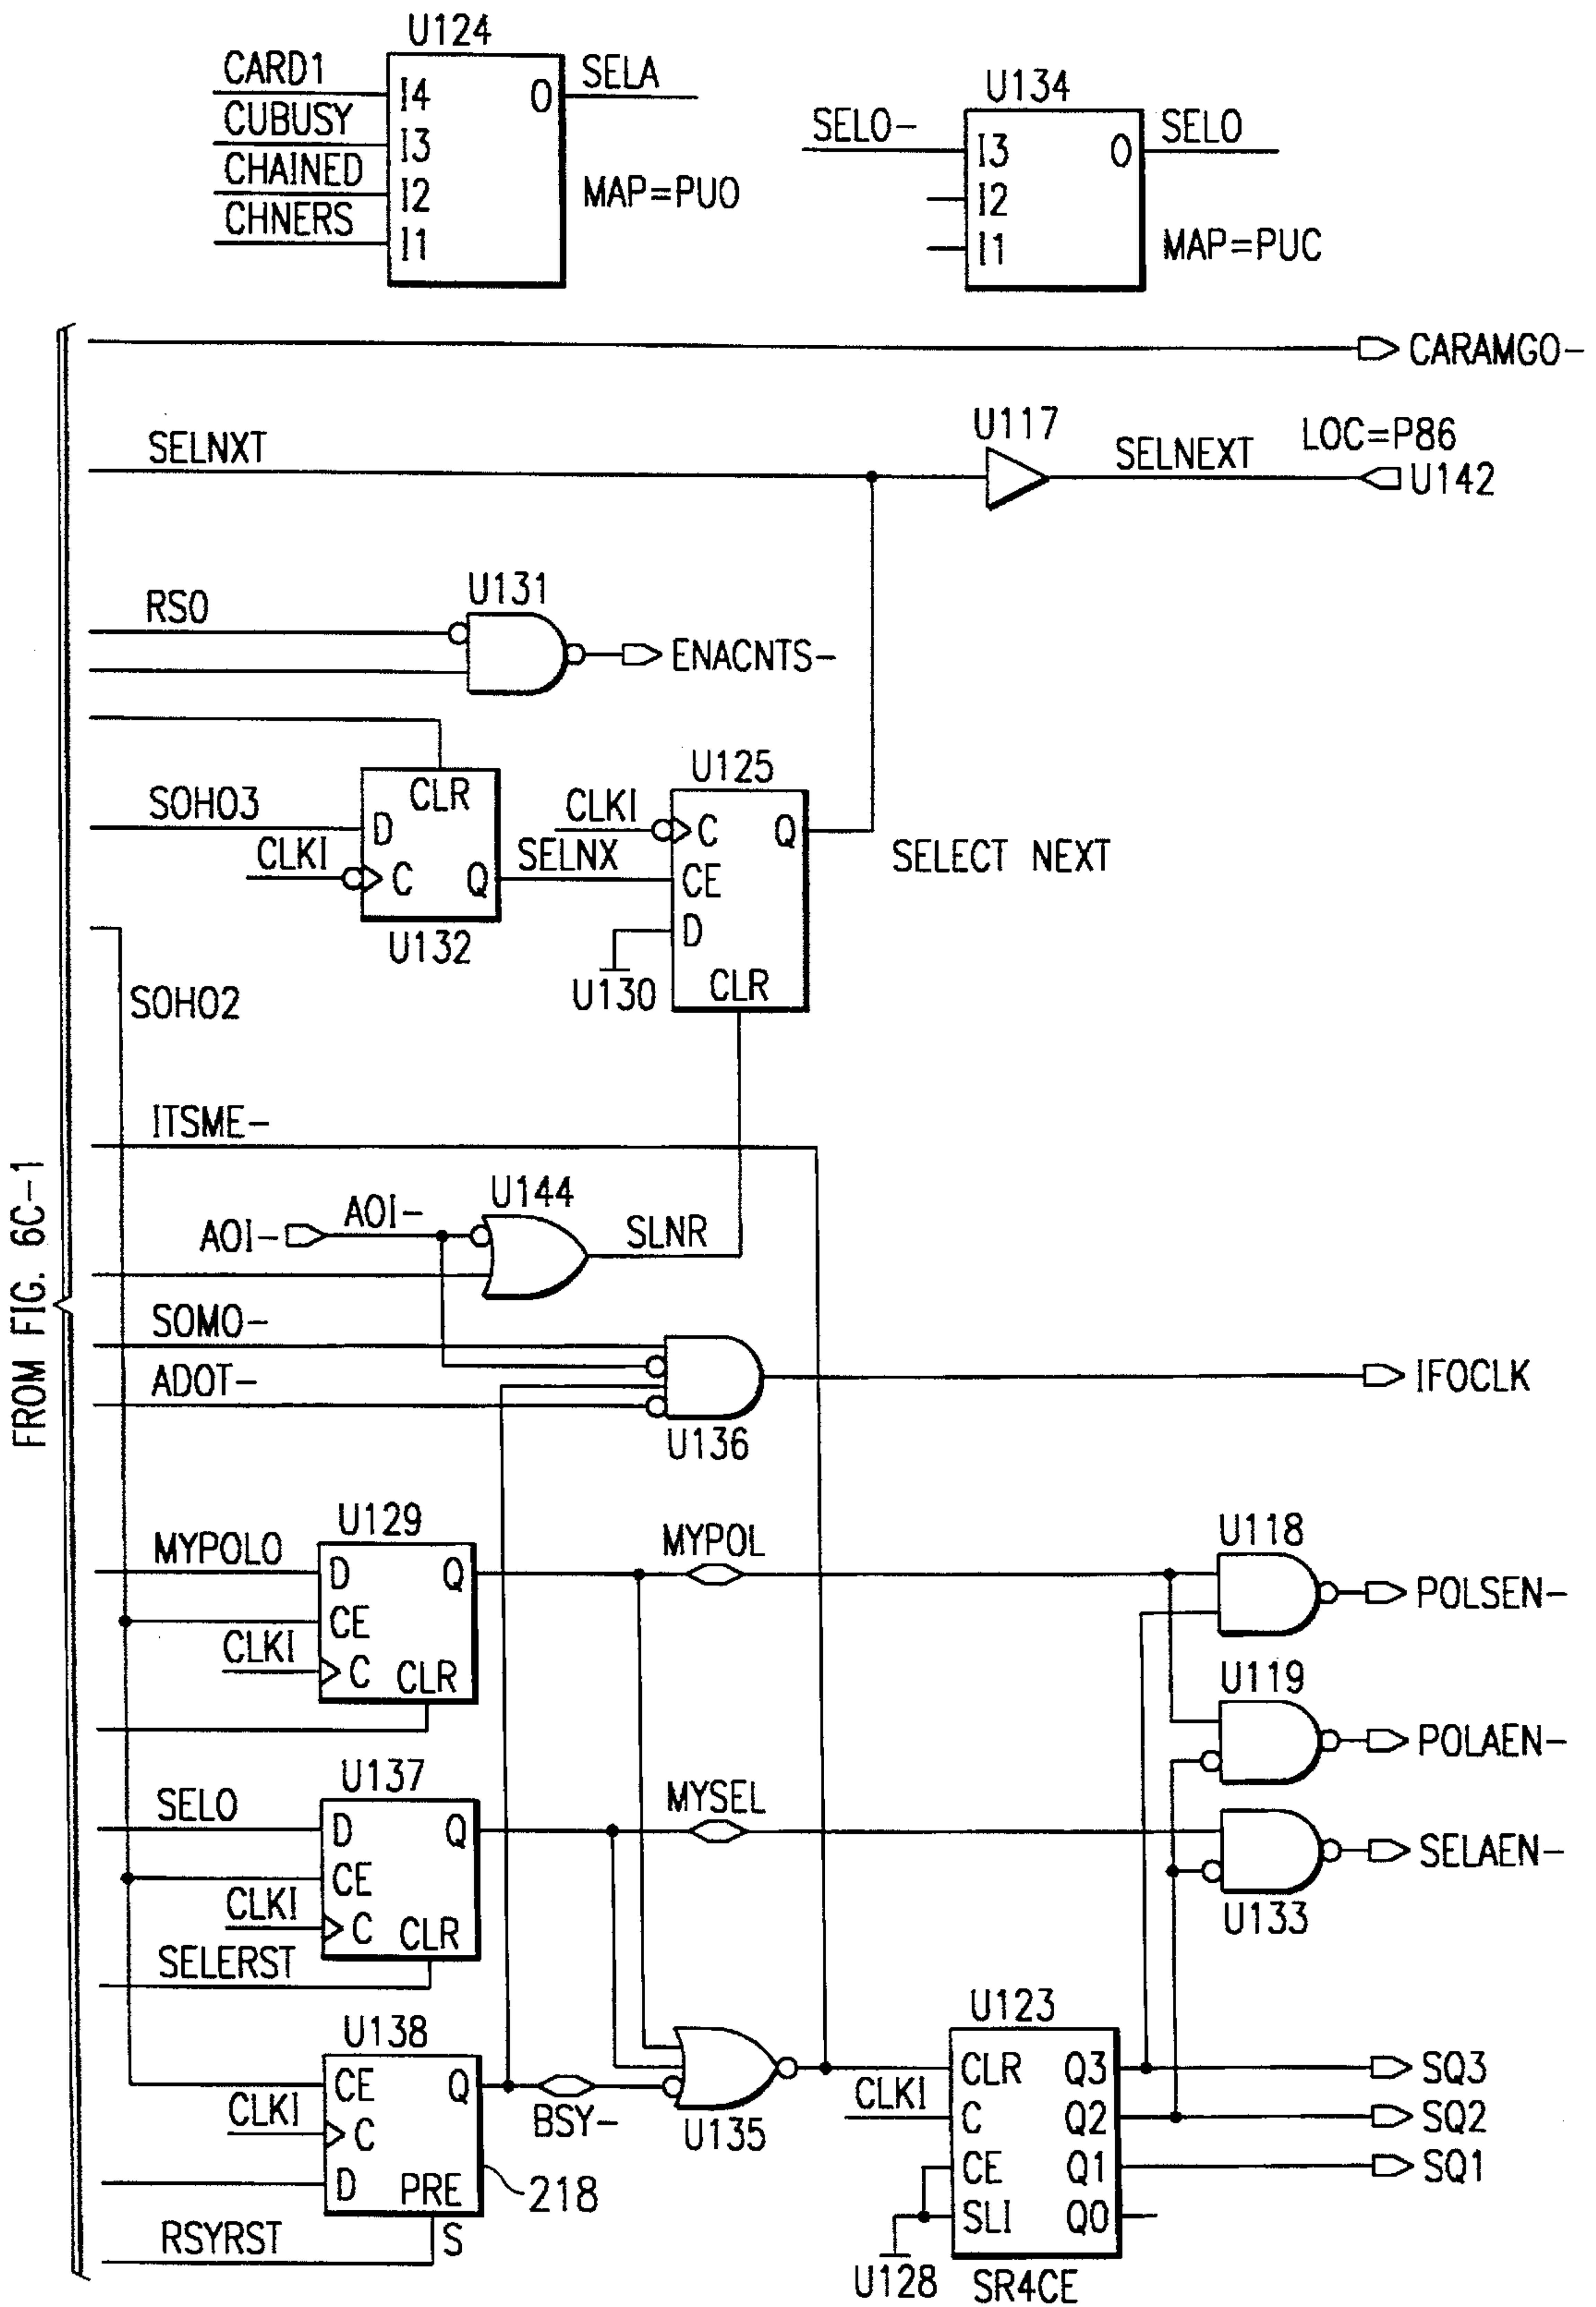 U124
CARD1
CUBUSY
CHAINED
CHNERS
I4
I3
I2
I1
O
SELA
MAP=PUO
U134
SELO-
I3
I2
I1
O
SELO
MAP=PUC
CARAMGO-
SELNXT
U117
SELNEXT
LOC=P86
U142
RSO
U131
ENACNTS-
SOHO3
CLKI
CLR
D
C
Q
U132
SELNX
U125
CLKI
C
Q
CE
D
CLR
U130
SELECT NEXT
SOHO2
ITSME-
AOI-
AOI-
U144
SLNR
SOMO-
ADOT-
U136
IFOCLK
FROM FIG. 6C-1
MYPOLO
U129
D
Q
CE
CLKI
C
CLR
MYPOL
U118
POLSEN-
U119
POLAEN-
SELO
U137
D
Q
CE
CLKI
C
CLR
SELERST
MYSEL
SELAEN-
U133
U138
CE
Q
CLKI
C
D
PRE
S
RSYRST
218
BSY-
U135
U123
CLR
Q3
SQ3
CLKI
C
Q2
SQ2
CE
Q1
SQ1
SLI
Q0
U128
SR4CE